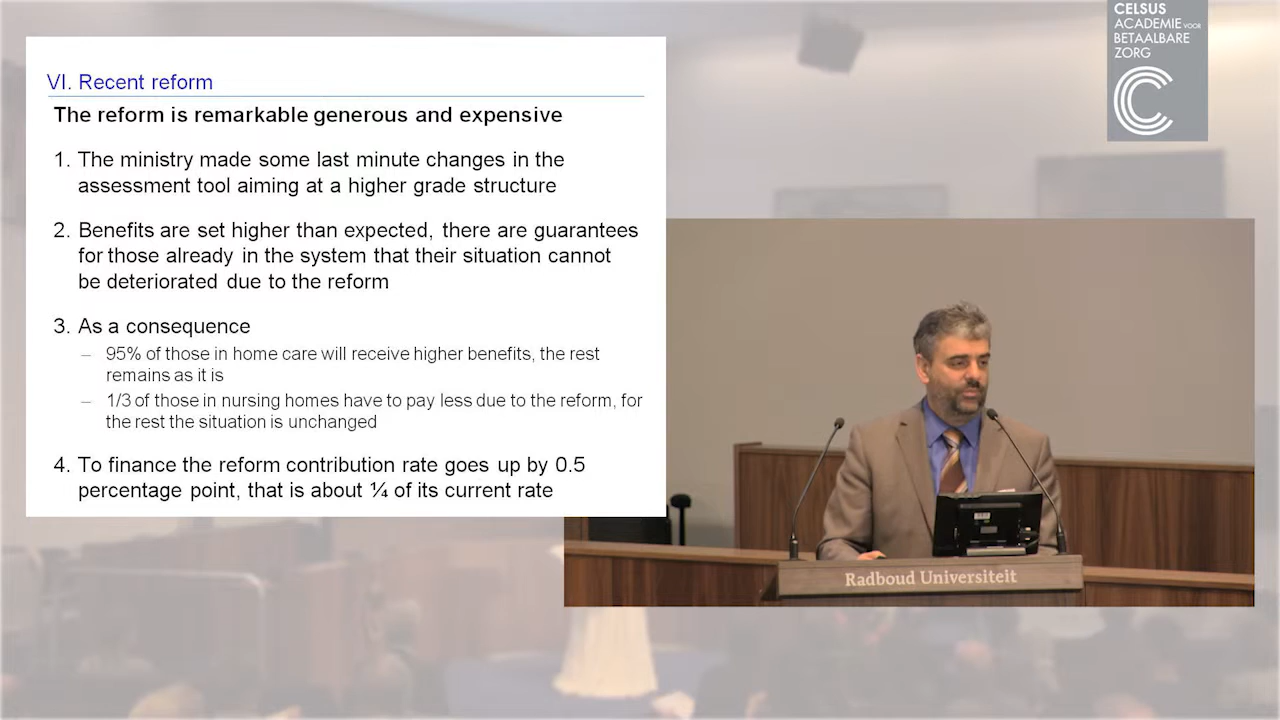 CELSUS
ACADEMIE VOOR
BETAALBARE
ZORG
VI. Recent reform
The reform is remarkable generous and expensive
1. The ministry made some last minute changes in the
assessment tool aiming at a higher grade structure
2. Benefits are set higher than expected, there are guarantees
for those already in the system that their situation cannot
be deteriorated due to the reform
3. As a consequence
– 95% of those in home care will receive higher benefits, the rest
remains as it is
– 1/3 of those in nursing homes have to pay less due to the reform, for
the rest the situation is unchanged
4. To finance the reform contribution rate goes up by 0.5
percentage point, that is about ¼ of its current rate
Radboud Universiteit